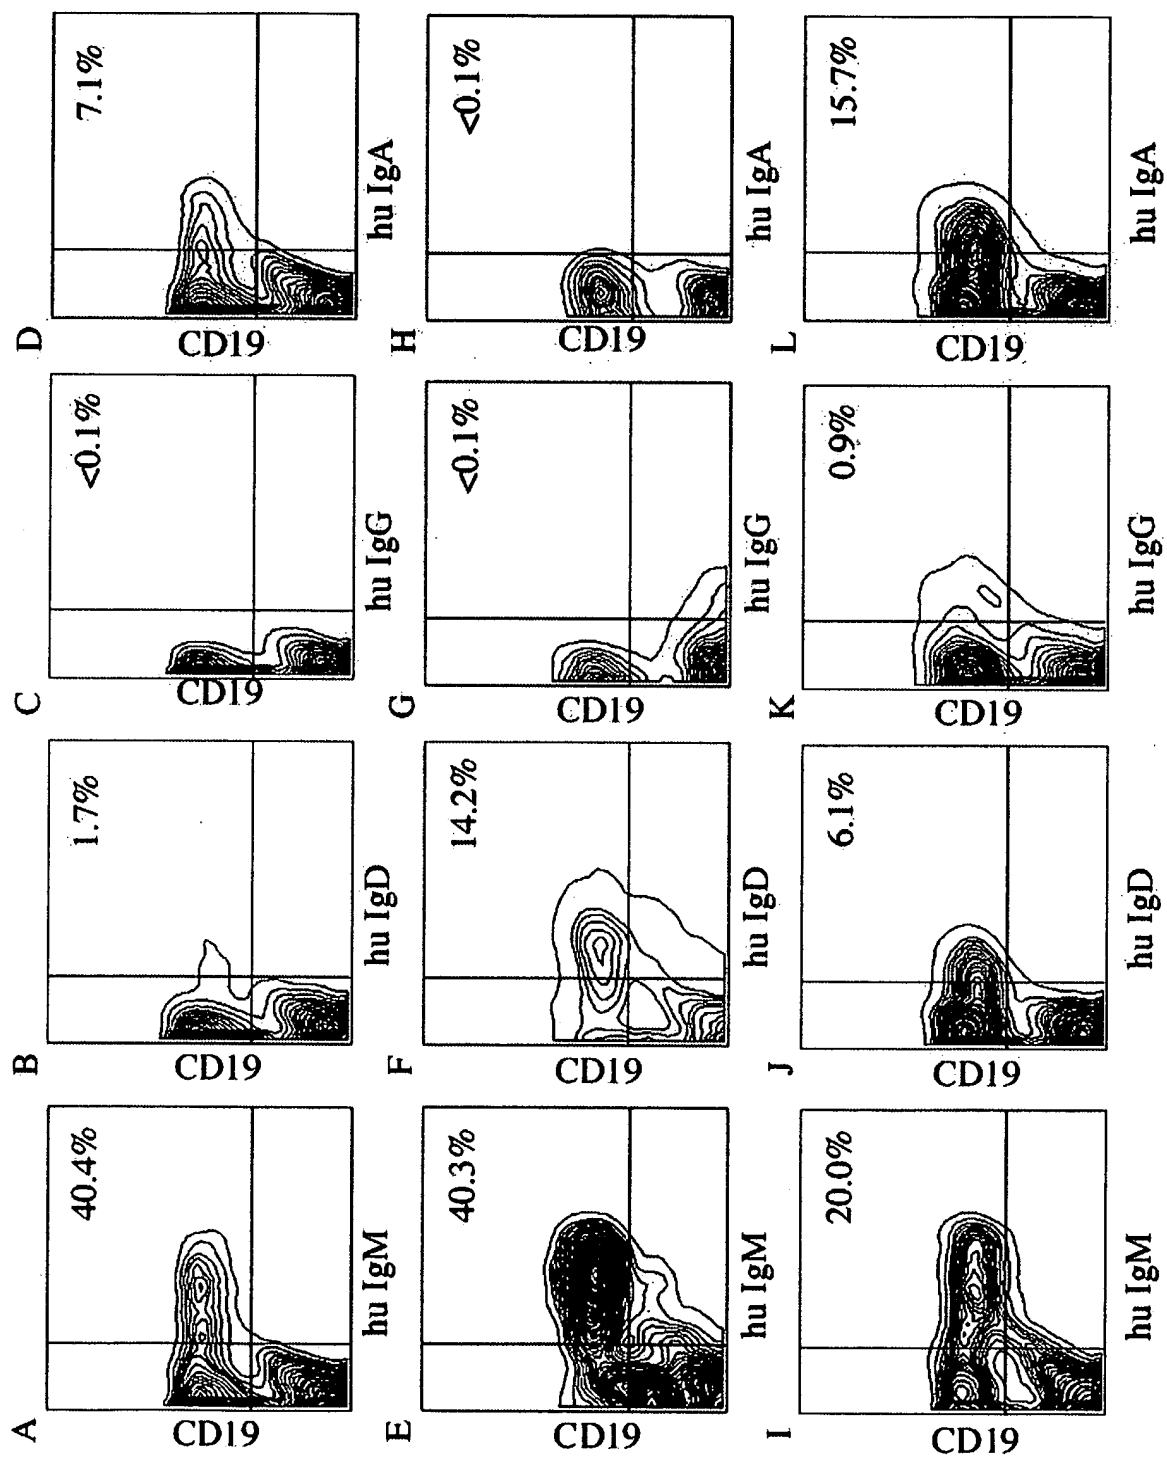 A
40.4%
CD19
hu IgM
B
1.7%
CD19
hu IgD
C
<0.1%
CD19
hu IgG
D
7.1%
CD19
hu IgA
E
40.3%
CD19
hu IgM
F
14.2%
CD19
hu IgD
G
<0.1%
CD19
hu IgG
H
<0.1%
CD19
hu IgA
I
20.0%
CD19
hu IgM
J
6.1%
CD19
hu IgD
K
0.9%
CD19
hu IgG
L
15.7%
CD19
hu IgA